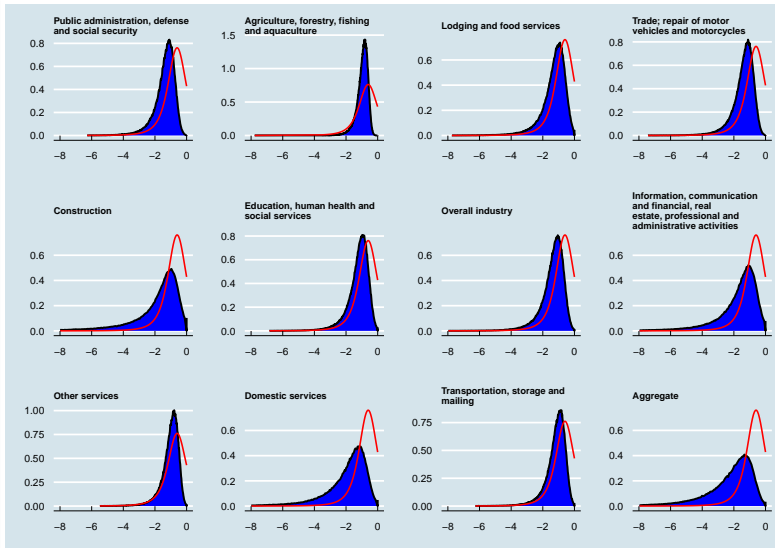 Public administration, defense
and social security
0.8
0.6
0.4
0.2
0.0
−8 −6 −4 −2 0
Agriculture, forestry, fishing
and aquaculture
1.5
1.0
0.5
0.0
−8 −6 −4 −2 0
Lodging and food services
0.6
0.4
0.2
0.0
−8 −6 −4 −2 0
Trade; repair of motor
vehicles and motorcycles
0.8
0.6
0.4
0.2
0.0
−8 −6 −4 −2 0
Construction
0.6
0.4
0.2
0.0
−8 −6 −4 −2 0
Education, human health and
social services
0.8
0.6
0.4
0.2
0.0
−8 −6 −4 −2 0
Overall industry
0.6
0.4
0.2
0.0
−8 −6 −4 −2 0
Information, communication
and financial, real
estate, professional and
administrative activities
0.6
0.4
0.2
0.0
−8 −6 −4 −2 0
Other services
1.00
0.75
0.50
0.25
0.00
−8 −6 −4 −2 0
Domestic services
0.6
0.4
0.2
0.0
−8 −6 −4 −2 0
Transportation, storage and
mailing
0.75
0.50
0.25
0.00
−8 −6 −4 −2 0
Aggregate
0.6
0.4
0.2
0.0
−8 −6 −4 −2 0